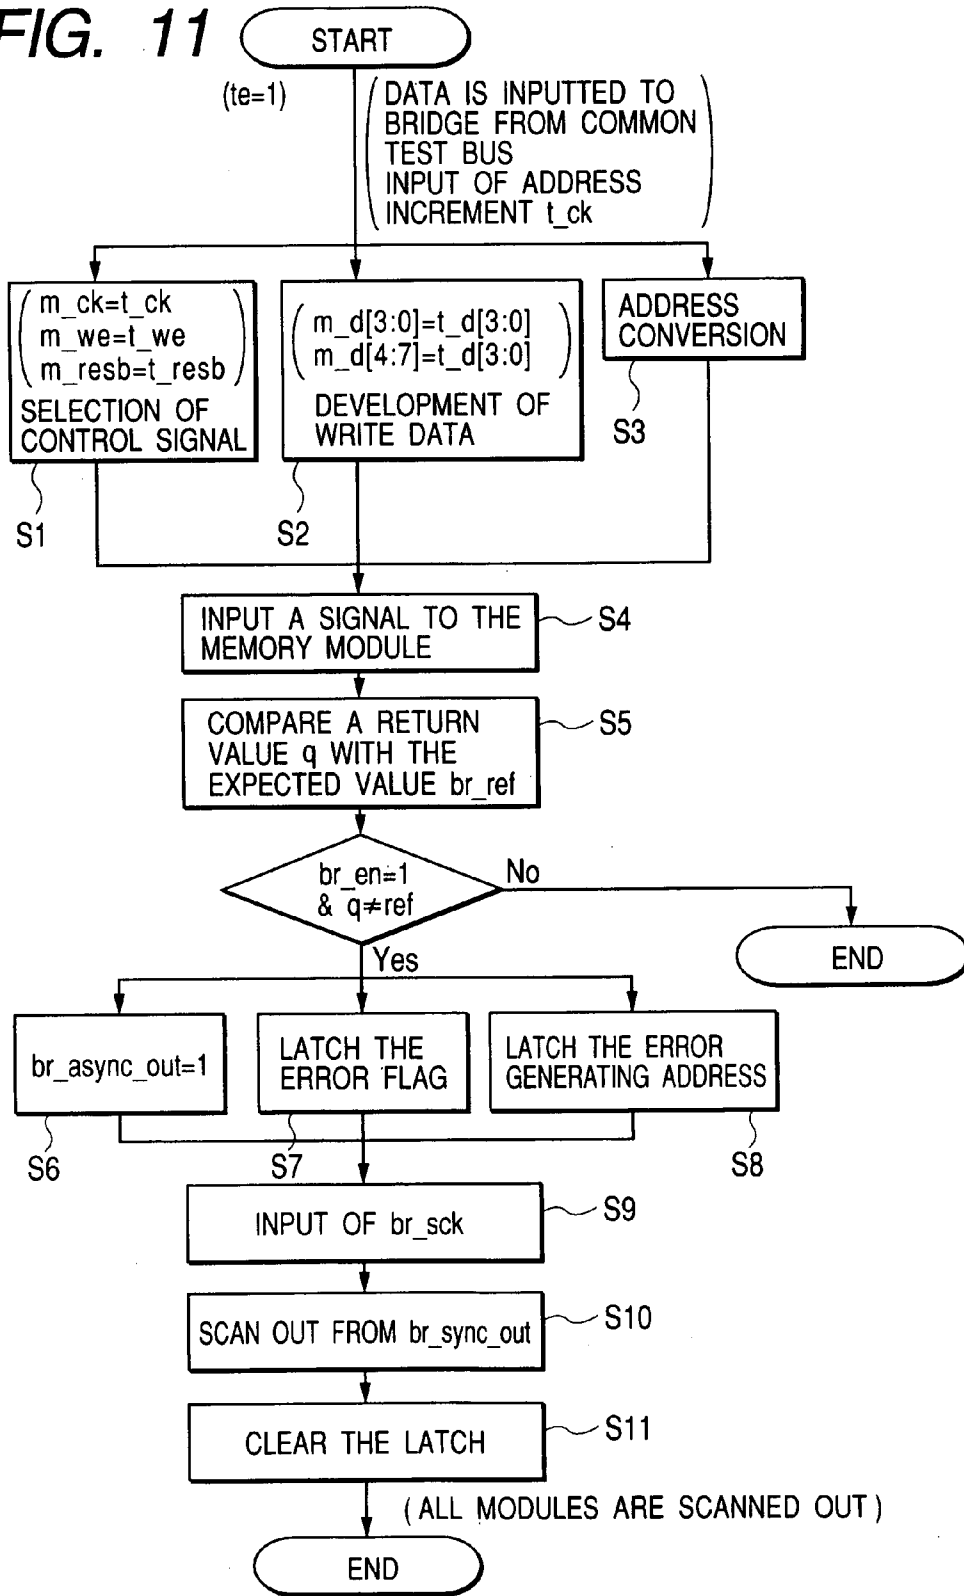 FIG. 11
START
(te=1)
( DATA IS INPUTTED TO
BRIDGE FROM COMMON
TEST BUS
INPUT OF ADDRESS
INCREMENT t_ck )
( m_ck=t_ck
m_we=t_we
m_resb=t_resb )
SELECTION OF
CONTROL SIGNAL
S1
( m_d[3:0]=t_d[3:0]
m_d[4:7]=t_d[3:0] )
DEVELOPMENT OF
WRITE DATA
S2
ADDRESS
CONVERSION
S3
INPUT A SIGNAL TO THE
MEMORY MODULE
S4
COMPARE A RETURN
VALUE q WITH THE
EXPECTED VALUE br_ref
S5
br_en=1
& q≠ref
No
END
Yes
br_async_out=1
S6
LATCH THE
ERROR FLAG
S7
LATCH THE ERROR
GENERATING ADDRESS
S8
INPUT OF br_sck
S9
SCAN OUT FROM br_sync_out
S10
CLEAR THE LATCH
S11
( ALL MODULES ARE SCANNED OUT )
END